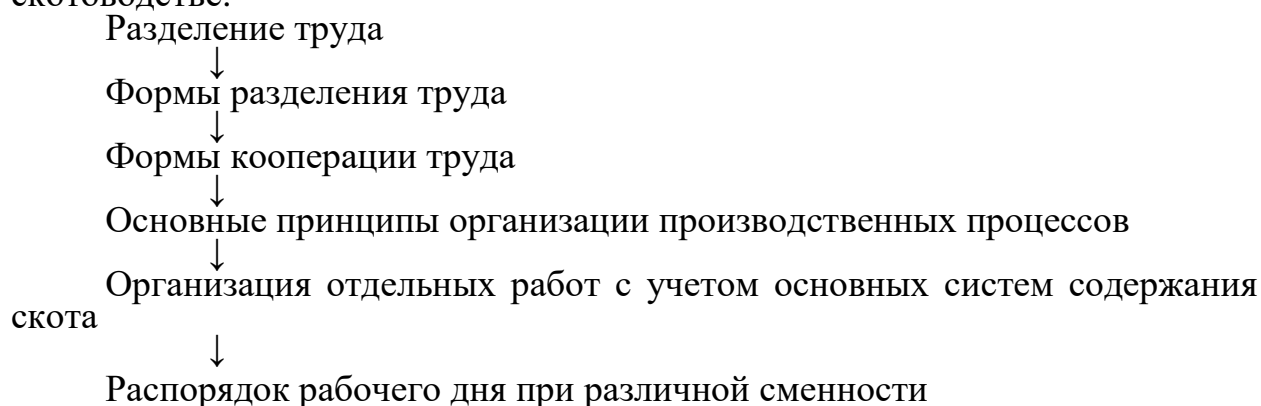 скотоводстве.
Разделение труда
↓
Формы разделения труда
↓
Формы кооперации труда
↓
Основные принципы организации производственных процессов
↓
Организация отдельных работ с учетом основных систем содержания
скота
↓
Распорядок рабочего дня при различной сменности